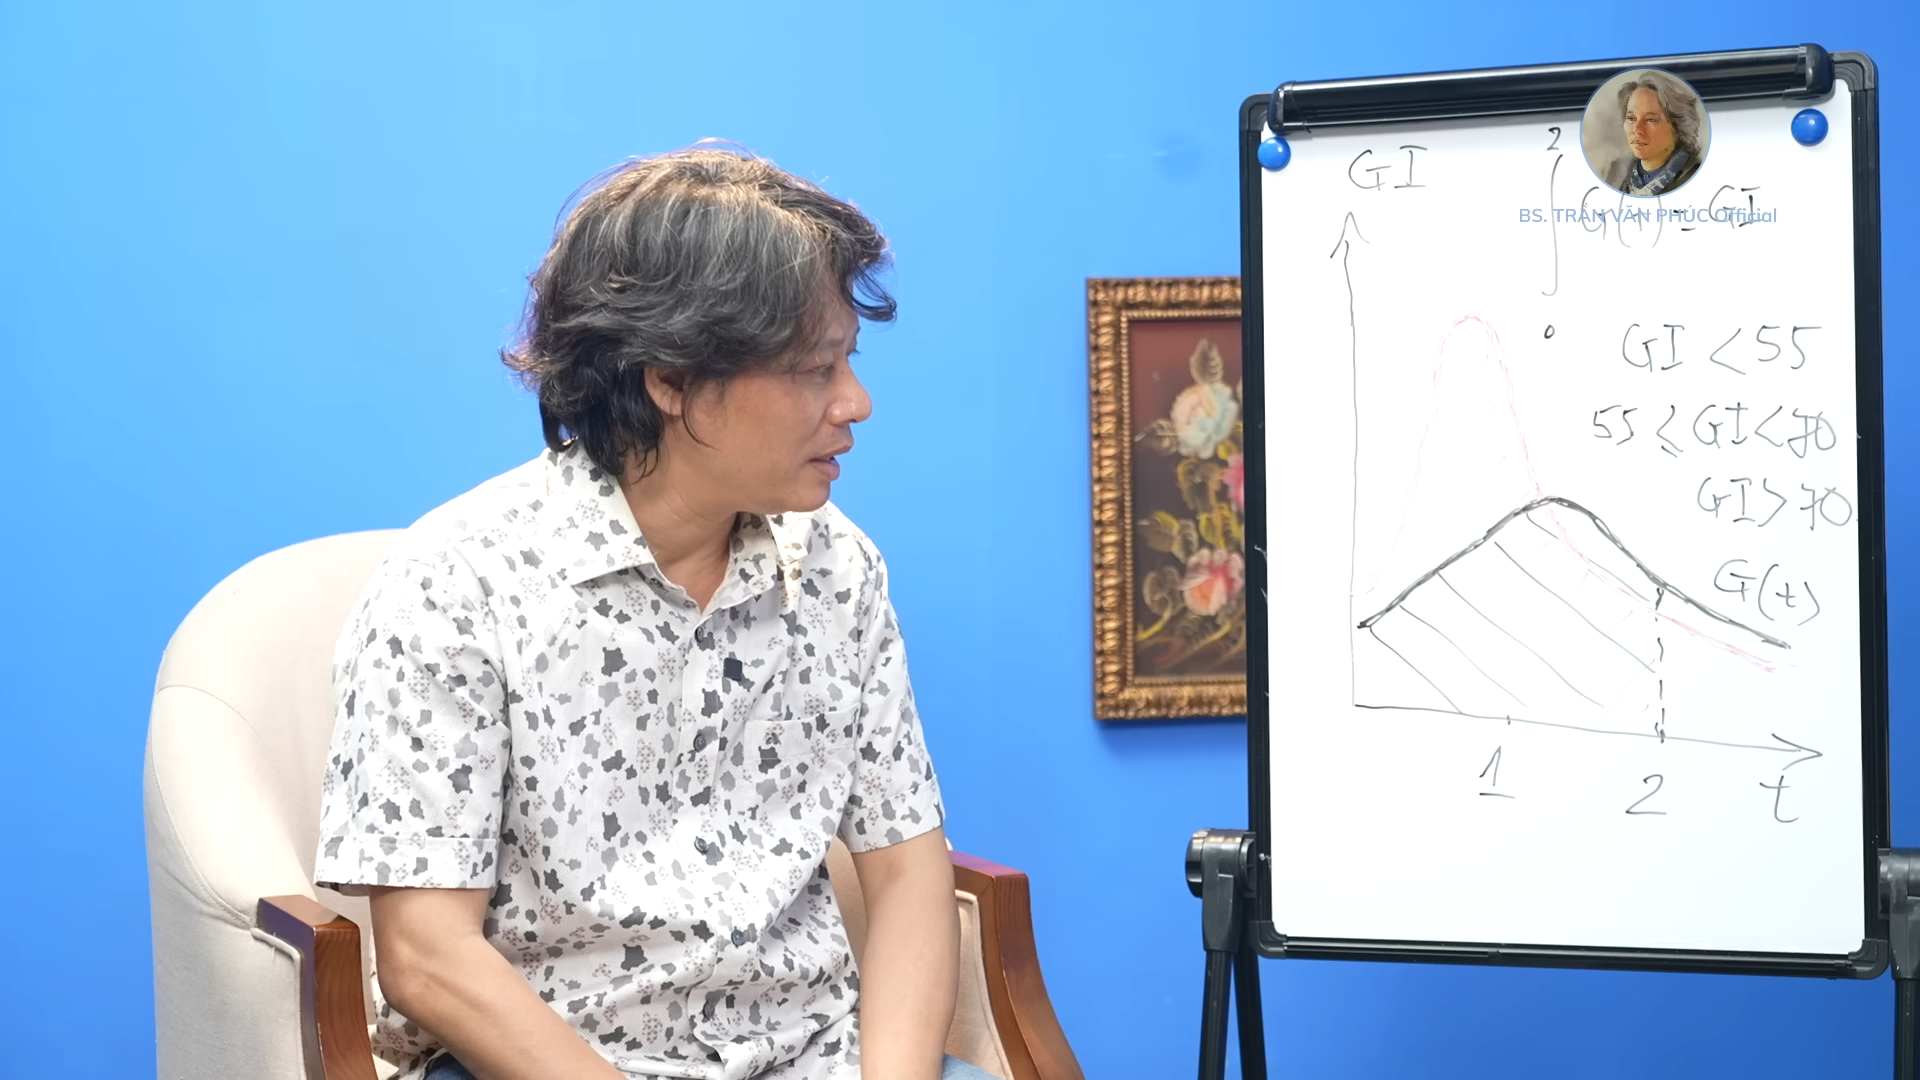 GI
2
∫ G(t) = GI
0
GI < 55
55 ≤ GI < 70
GI > 70
G(t)
1 2 t
BS. TRẦN VĂN PHÚC Official